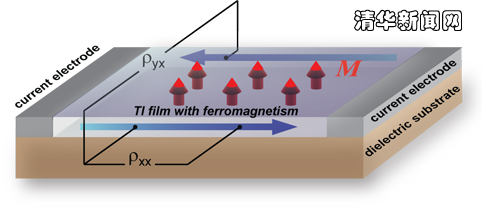 清华新闻网
current electrode
ρyx
M
TI film with ferromagnetism
ρxx
current electrode
dielectric substrate